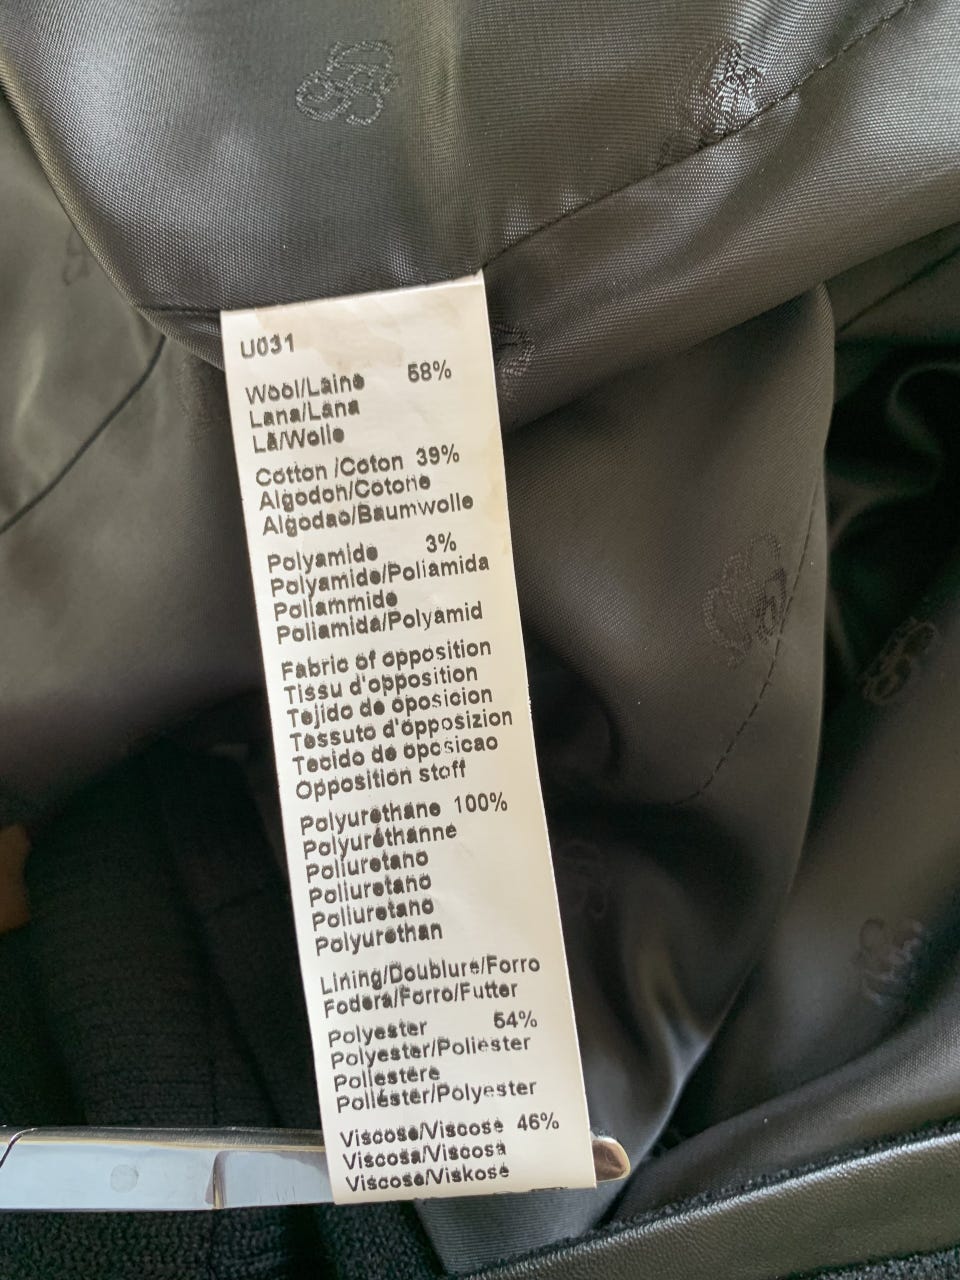 U031
Wool/Laine 58%
Lana/Lana
Lã/Wolle
Cotton /Coton 39%
Algodon/Cotone
Algodao/Baumwolle
Polyamide 3%
Polyamide/Poliamida
Poliammide
Poliamida/Polyamid
Fabric of opposition
Tissu d'opposition
Tejido de oposicion
Tessuto d'opposizion
Tecido de oposicao
Opposition stoff
Polyurethane 100%
Polyuréthanne
Poliuretano
Poliuretano
Poliuretano
Polyurethan
Lining/Doublure/Forro
Fodera/Forro/Futter
Polyester 54%
Polyester/Poliester
Poliestere
Poliéster/Polyester
Viscose/Viscose 46%
Viscosa/Viscosa
Viscose/Viskose